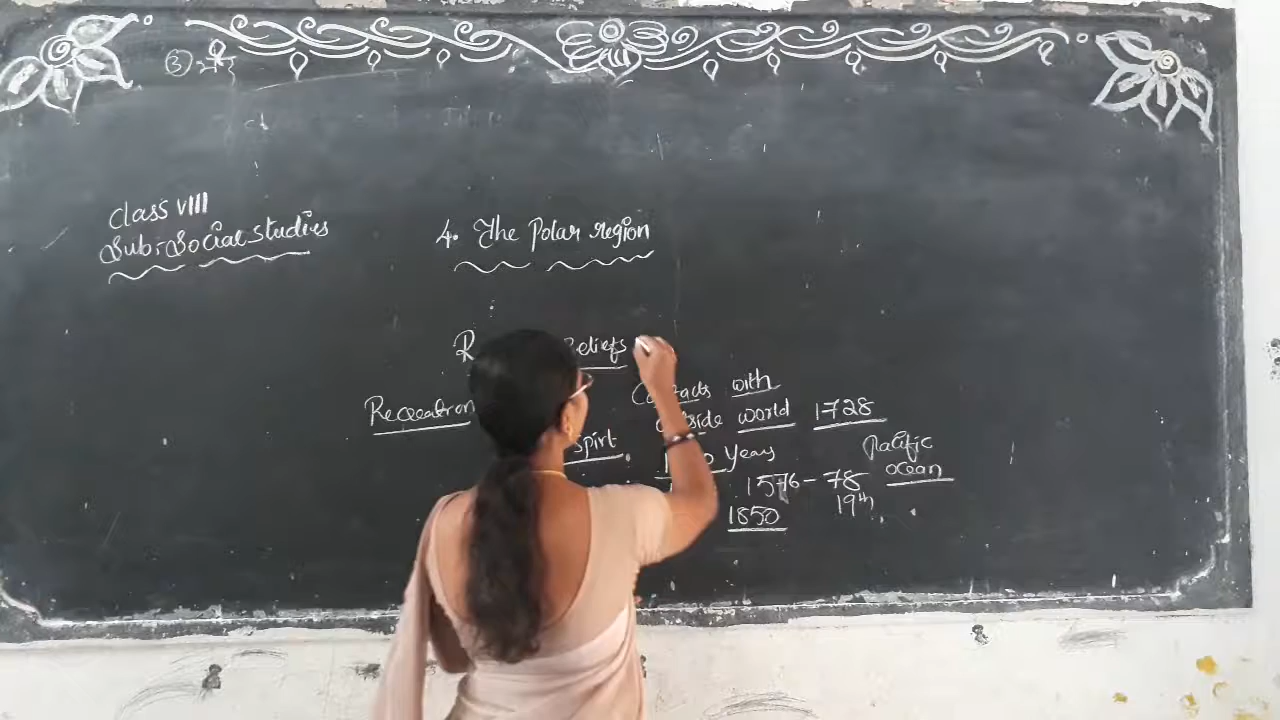 3
Class VIII
Sub:-Social studies
4. The Polar region
Beliefs
Contacts with
Recreation
outside world 1728
Pacific
ocean
spirt
Years
1576-78
19th
1850